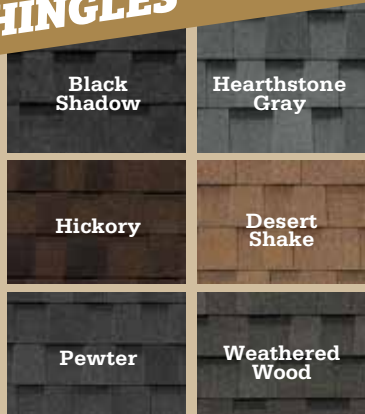 HINGLES
Black
Shadow
Hearthstone
Gray
Hickory
Desert
Shake
Pewter
Weathered
Wood